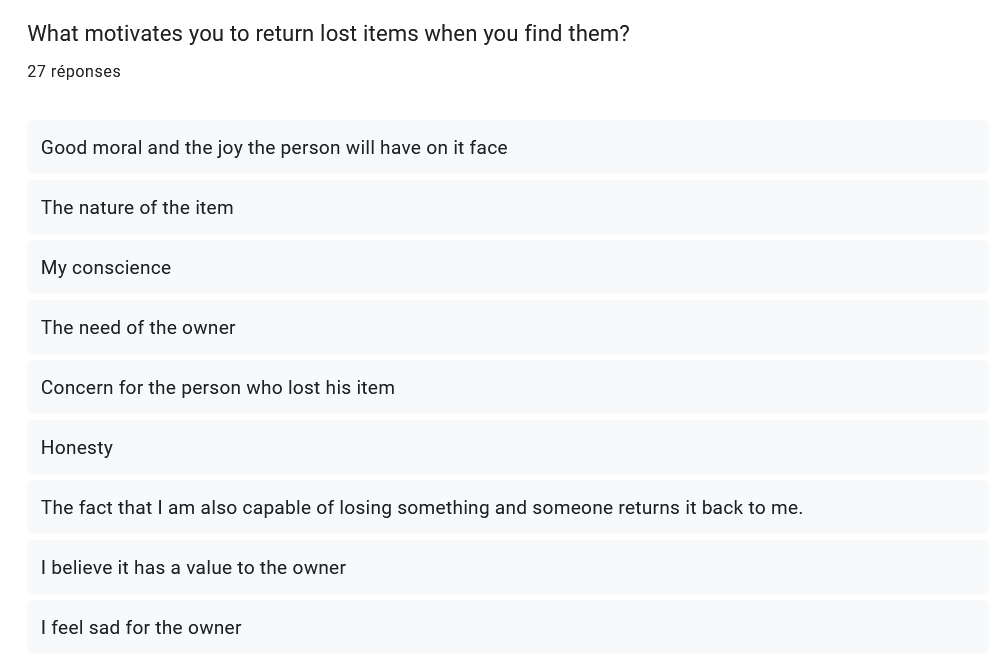 What motivates you to return lost items when you find them?
27 réponses
Good moral and the joy the person will have on it face
The nature of the item
My conscience
The need of the owner
Concern for the person who lost his item
Honesty
The fact that I am also capable of losing something and someone returns it back to me.
I believe it has a value to the owner
I feel sad for the owner